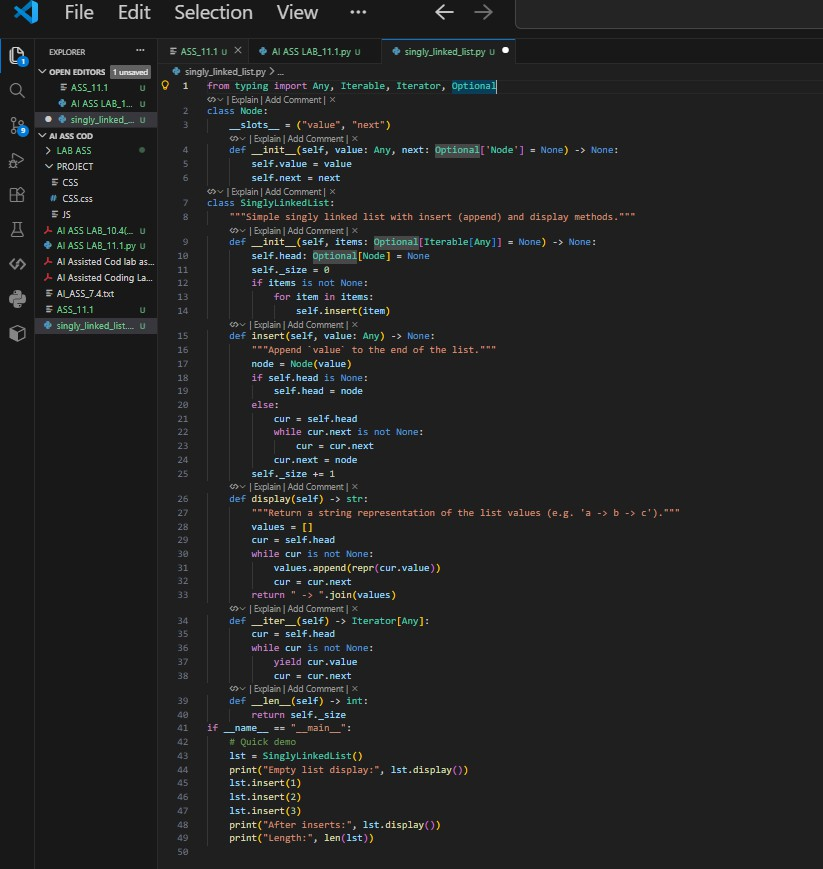 File Edit Selection View ··· ← →
EXPLORER ···
OPEN EDITORS 1 unsaved
ASS_11.1 U
AI ASS LAB_1... U
singly_linked_... U
AI ASS COD
LAB ASS
PROJECT
CSS
# CSS.css
JS
AI ASS LAB_10.4(... U
AI ASS LAB_11.1.py U
AI Assisted Cod lab as...
AI Assisted Coding La...
AI_ASS_7.4.txt
ASS_11.1 U
singly_linked_list.... U
1
9
ASS_11.1 U × AI ASS LAB_11.1.py U singly_linked_list.py U ●
singly_linked_list.py > ...
1 from typing import Any, Iterable, Iterator, Optional
| Explain | Add Comment | ×
2 class Node:
3     __slots__ = ("value", "next")
| Explain | Add Comment | ×
4     def __init__(self, value: Any, next: Optional['Node'] = None) -> None:
5         self.value = value
6         self.next = next
| Explain | Add Comment | ×
7 class SinglyLinkedList:
8     """Simple singly linked list with insert (append) and display methods."""
| Explain | Add Comment | ×
9     def __init__(self, items: Optional[Iterable[Any]] = None) -> None:
10         self.head: Optional[Node] = None
11         self._size = 0
12         if items is not None:
13             for item in items:
14                 self.insert(item)
| Explain | Add Comment | ×
15     def insert(self, value: Any) -> None:
16         """Append `value` to the end of the list."""
17         node = Node(value)
18         if self.head is None:
19             self.head = node
20         else:
21             cur = self.head
22             while cur.next is not None:
23                 cur = cur.next
24             cur.next = node
25         self._size += 1
| Explain | Add Comment | ×
26     def display(self) -> str:
27         """Return a string representation of the list values (e.g. 'a -> b -> c')."""
28         values = []
29         cur = self.head
30         while cur is not None:
31             values.append(repr(cur.value))
32             cur = cur.next
33         return " -> ".join(values)
| Explain | Add Comment | ×
34     def __iter__(self) -> Iterator[Any]:
35         cur = self.head
36         while cur is not None:
37             yield cur.value
38             cur = cur.next
| Explain | Add Comment | ×
39     def __len__(self) -> int:
40         return self._size
41 if __name__ == "__main__":
42     # Quick demo
43     lst = SinglyLinkedList()
44     print("Empty list display:", lst.display())
45     lst.insert(1)
46     lst.insert(2)
47     lst.insert(3)
48     print("After inserts:", lst.display())
49     print("Length:", len(lst))
50